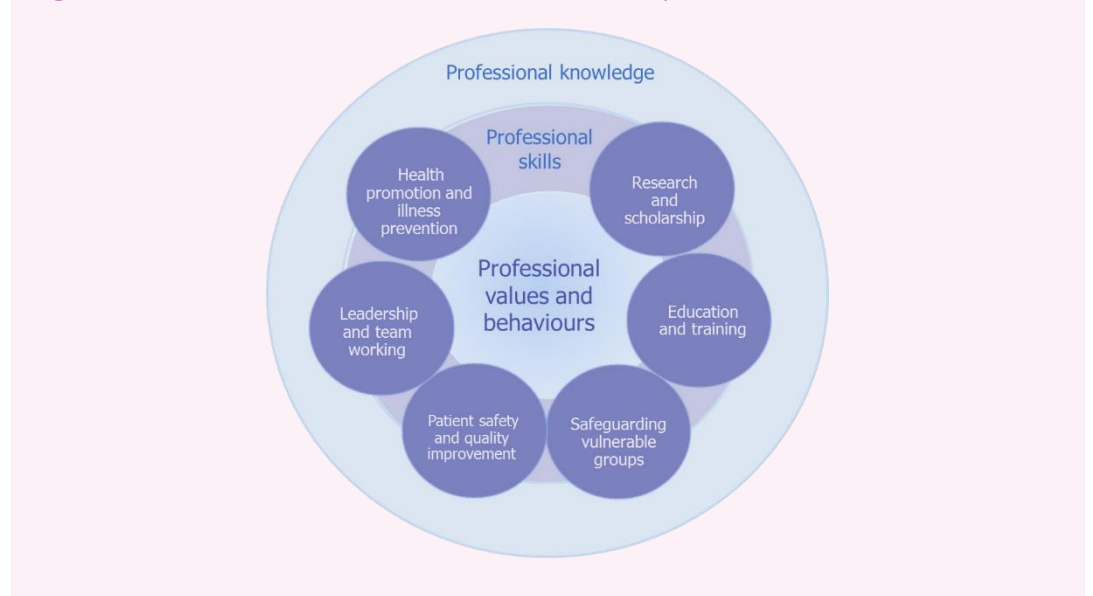 Professional knowledge
Professional
skills
Health
promotion and
illness
prevention
Research
and
scholarship
Professional
values and
behaviours
Leadership
and team
working
Education
and training
Patient safety
and quality
improvement
Safeguarding
vulnerable
groups